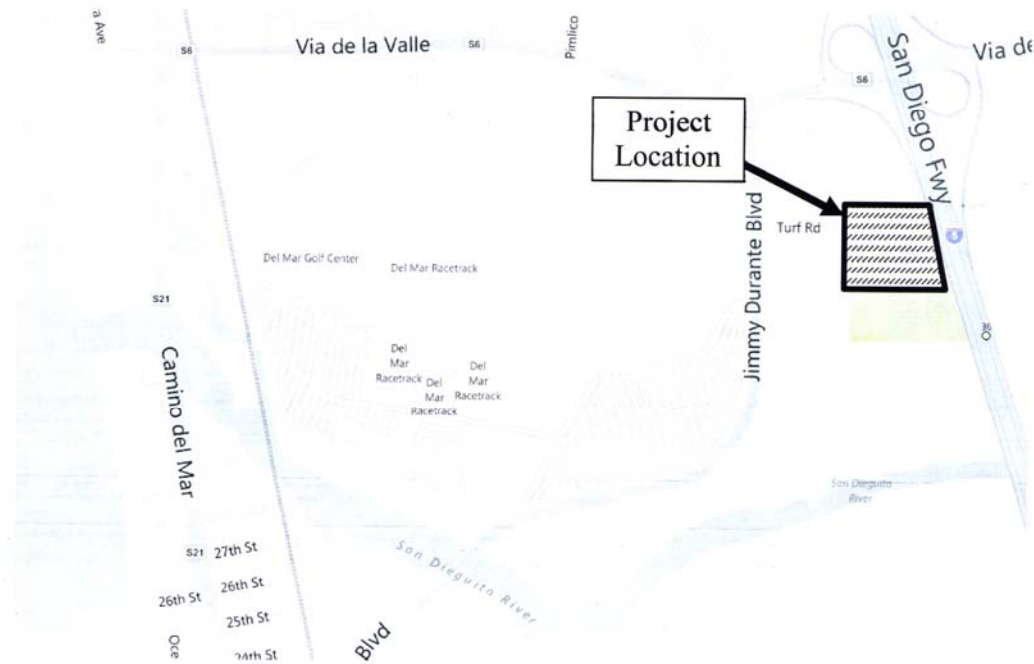 a Ave
S6
Via de la Valle
S6
Pimlico
S6
San Diego Fwy
Via de
Project
Location
Jimmy Durante Blvd
Turf Rd
Del Mar Golf Center
Del Mar Racetrack
S21
Camino del Mar
Del
Mar
Racetrack
Del
Mar
Racetrack
Del
Mar
Racetrack
San Dieguito
River
S21
27th St
26th St
26th St
25th St
24th St
Oce
Blvd
San Dieguito River